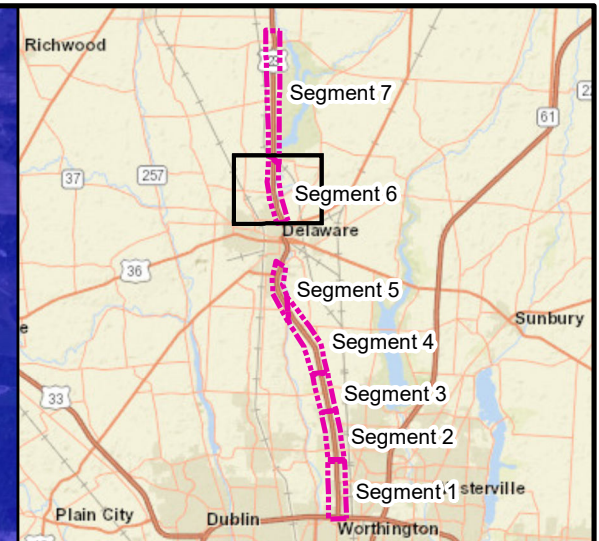 Richwood
Segment 7
61
37
257
Segment 6
Delaware
36
Segment 5
Sunbury
Segment 4
33
Segment 3
Segment 2
Segment 1
sterville
Plain City
Dublin
Worthington